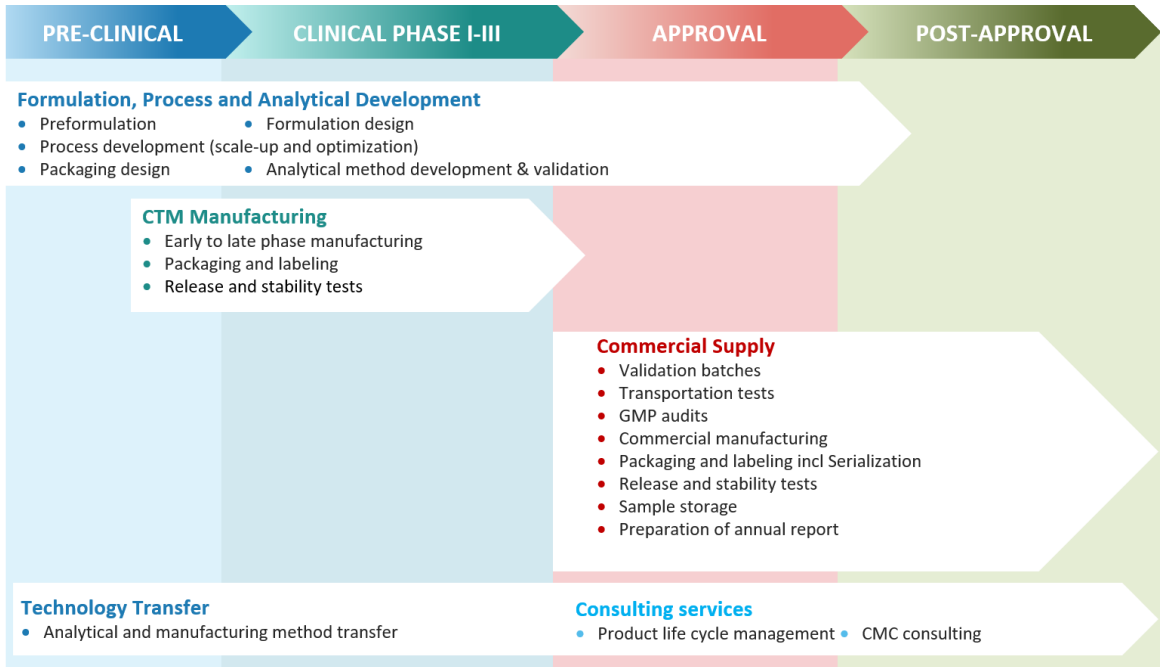 PRE-CLINICAL
CLINICAL PHASE I-III
APPROVAL
POST-APPROVAL
Formulation, Process and Analytical Development
• Preformulation • Formulation design
• Process development (scale-up and optimization)
• Packaging design • Analytical method development & validation
CTM Manufacturing
• Early to late phase manufacturing
• Packaging and labeling
• Release and stability tests
Commercial Supply
• Validation batches
• Transportation tests
• GMP audits
• Commercial manufacturing
• Packaging and labeling incl Serialization
• Release and stability tests
• Sample storage
• Preparation of annual report
Technology Transfer
• Analytical and manufacturing method transfer
Consulting services
• Product life cycle management • CMC consulting